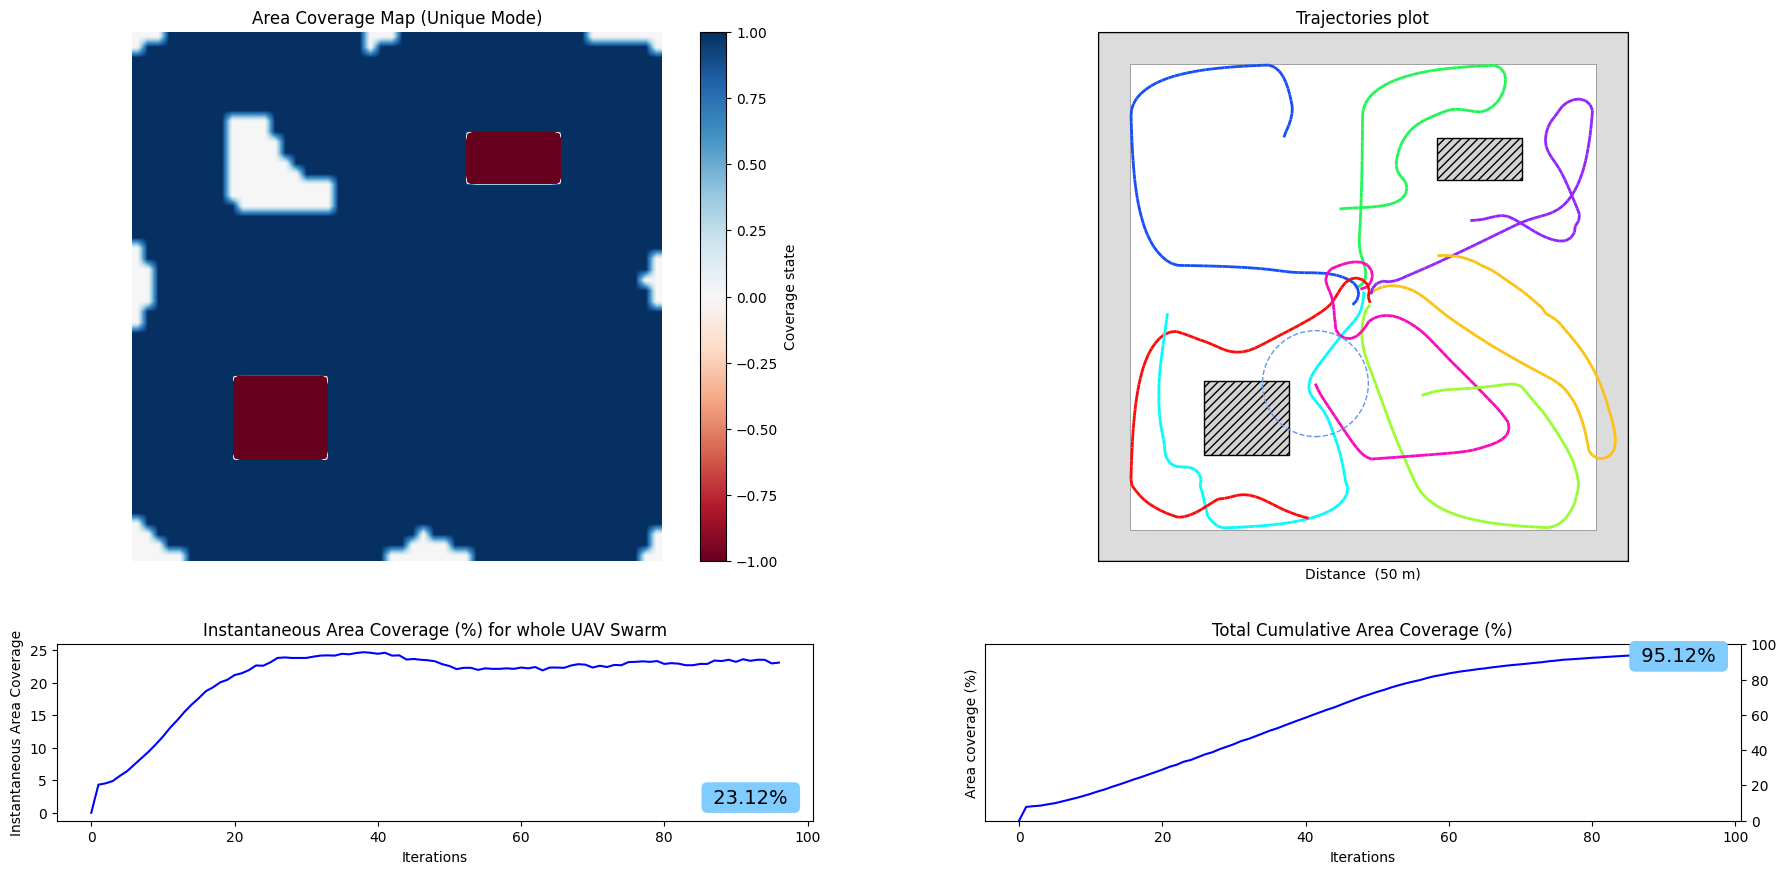 Area Coverage Map (Unique Mode)
1.00
0.75
0.50
0.25
0.00
−0.25
−0.50
−0.75
−1.00
Coverage state
Trajectories plot
Distance  (50 m)
Instantaneous Area Coverage (%) for whole UAV Swarm
Instantaneous Area Coverage
25
20
15
10
5
0
23.12%
0 20 40 60 80 100
Iterations
Total Cumulative Area Coverage (%)
Area coverage (%)
95.12%
100
80
60
40
20
0
0 20 40 60 80 100
Iterations